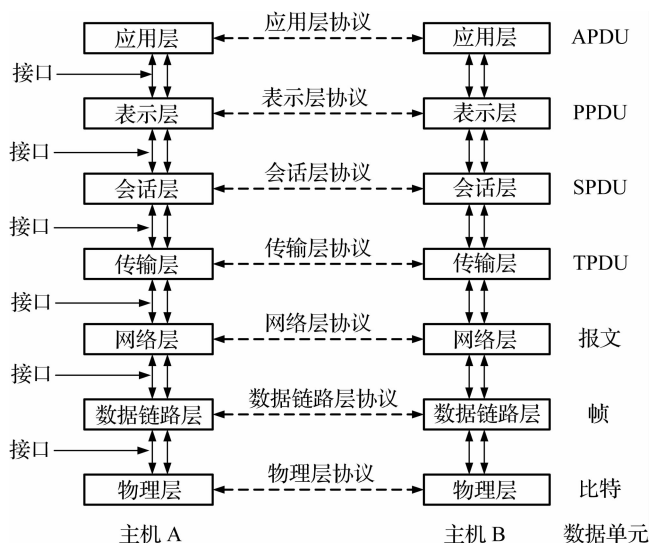 应用层 应用层协议 应用层 APDU
接口
表示层 表示层协议 表示层 PPDU
接口
会话层 会话层协议 会话层 SPDU
接口
传输层 传输层协议 传输层 TPDU
接口
网络层 网络层协议 网络层 报文
接口
数据链路层 数据链路层协议 数据链路层 帧
接口
物理层 物理层协议 物理层 比特
主机 A 主机 B 数据单元